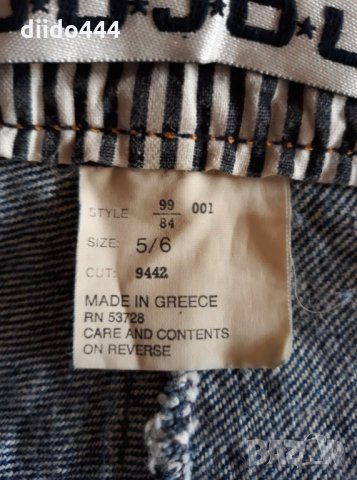 diido444
STYLE 99/84 001
SIZE: 5/6
CUT: 9442
MADE IN GREECE
RN 53728
CARE AND CONTENTS
ON REVERSE
BAZAR